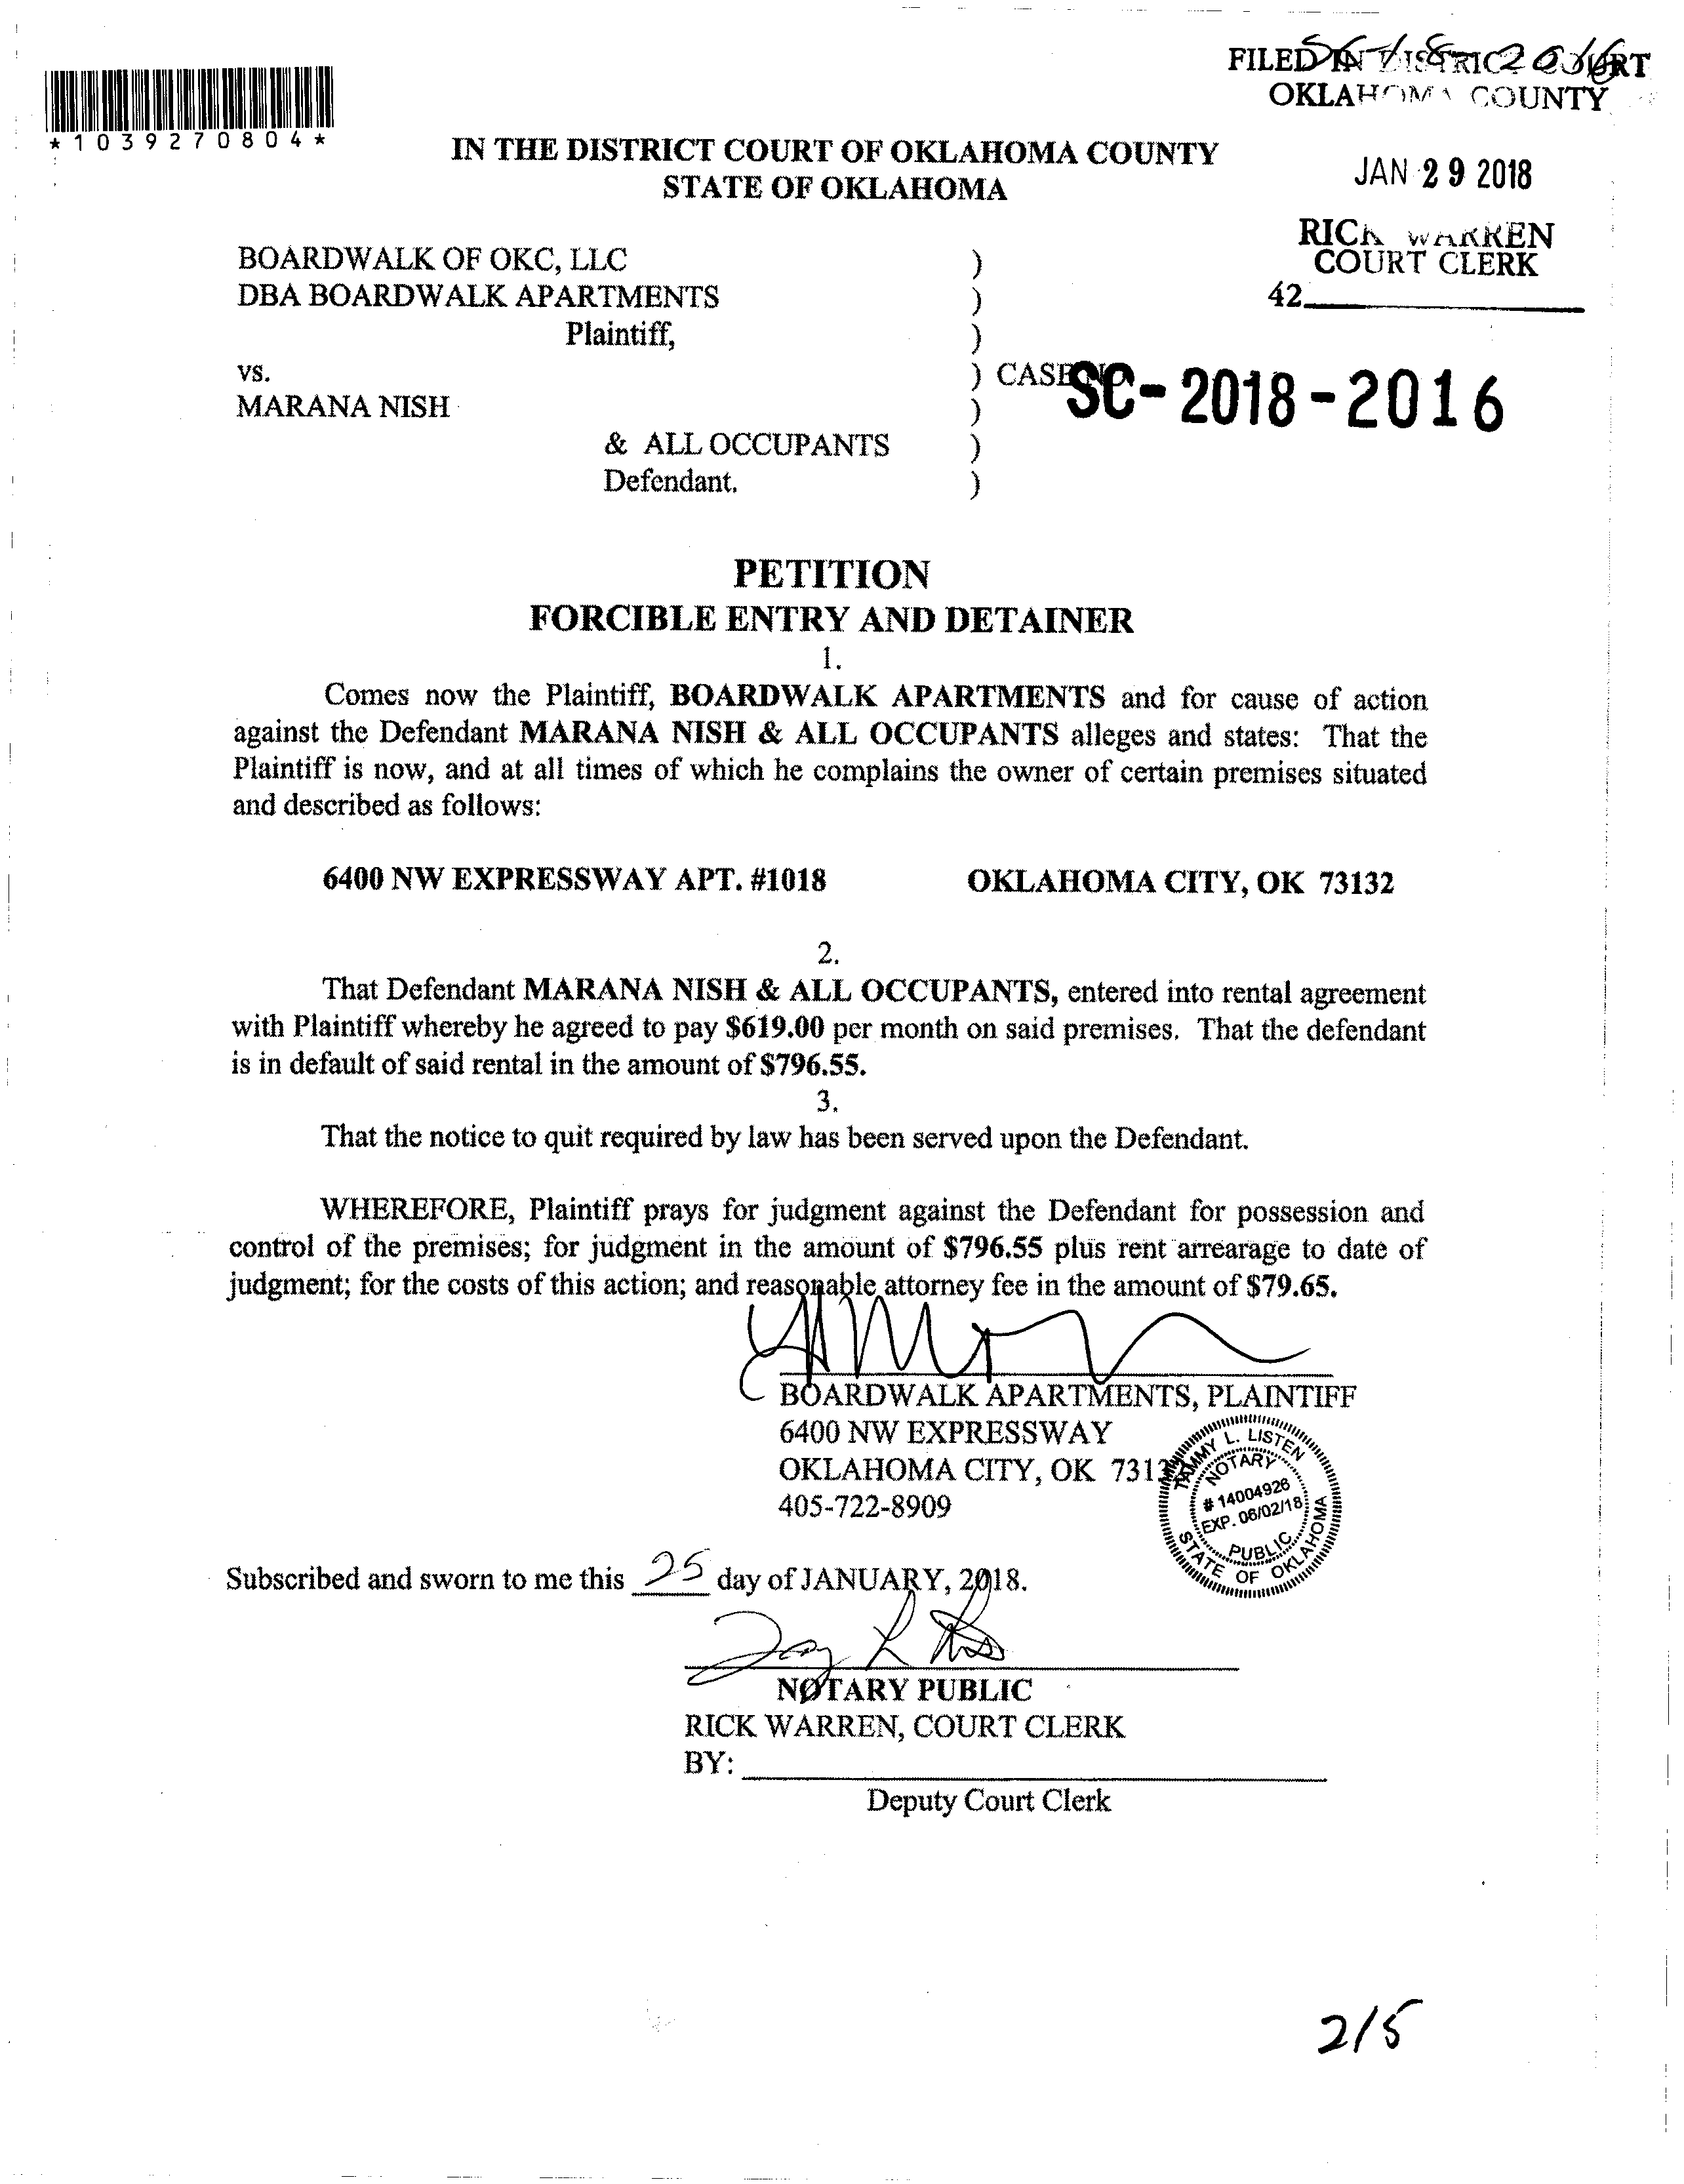 SC-18-2016
FILED IN DISTRICT COURT
OKLAHOMA COUNTY
*1039270804*
IN THE DISTRICT COURT OF OKLAHOMA COUNTY
STATE OF OKLAHOMA
JAN 29 2018
RICK WARREN
COURT CLERK
42
BOARDWALK OF OKC, LLC )
DBA BOARDWALK APARTMENTS )
Plaintiff, )
vs. ) CASE NO SC-2018-2016
MARANA NISH )
& ALL OCCUPANTS )
Defendant. )
PETITION
FORCIBLE ENTRY AND DETAINER
1.
Comes now the Plaintiff, BOARDWALK APARTMENTS and for cause of action
against the Defendant MARANA NISH & ALL OCCUPANTS alleges and states: That the
Plaintiff is now, and at all times of which he complains the owner of certain premises situated
and described as follows:
6400 NW EXPRESSWAY APT. #1018 OKLAHOMA CITY, OK 73132
2.
That Defendant MARANA NISH & ALL OCCUPANTS, entered into rental agreement
with Plaintiff whereby he agreed to pay $619.00 per month on said premises. That the defendant
is in default of said rental in the amount of $796.55.
3.
That the notice to quit required by law has been served upon the Defendant.
WHEREFORE, Plaintiff prays for judgment against the Defendant for possession and
control of the premises; for judgment in the amount of $796.55 plus rent arrearage to date of
judgment; for the costs of this action; and reasonable attorney fee in the amount of $79.65.
BOARDWALK APARTMENTS, PLAINTIFF
6400 NW EXPRESSWAY
OKLAHOMA CITY, OK 7313
405-722-8909
TAMMY L. LISTEN
NOTARY
# 14004926
EXP. 06/02/18
PUBLIC
STATE OF OKLAHOMA
Subscribed and sworn to me this 25 day of JANUARY, 2018.
NOTARY PUBLIC
RICK WARREN, COURT CLERK
BY:
Deputy Court Clerk
2/5